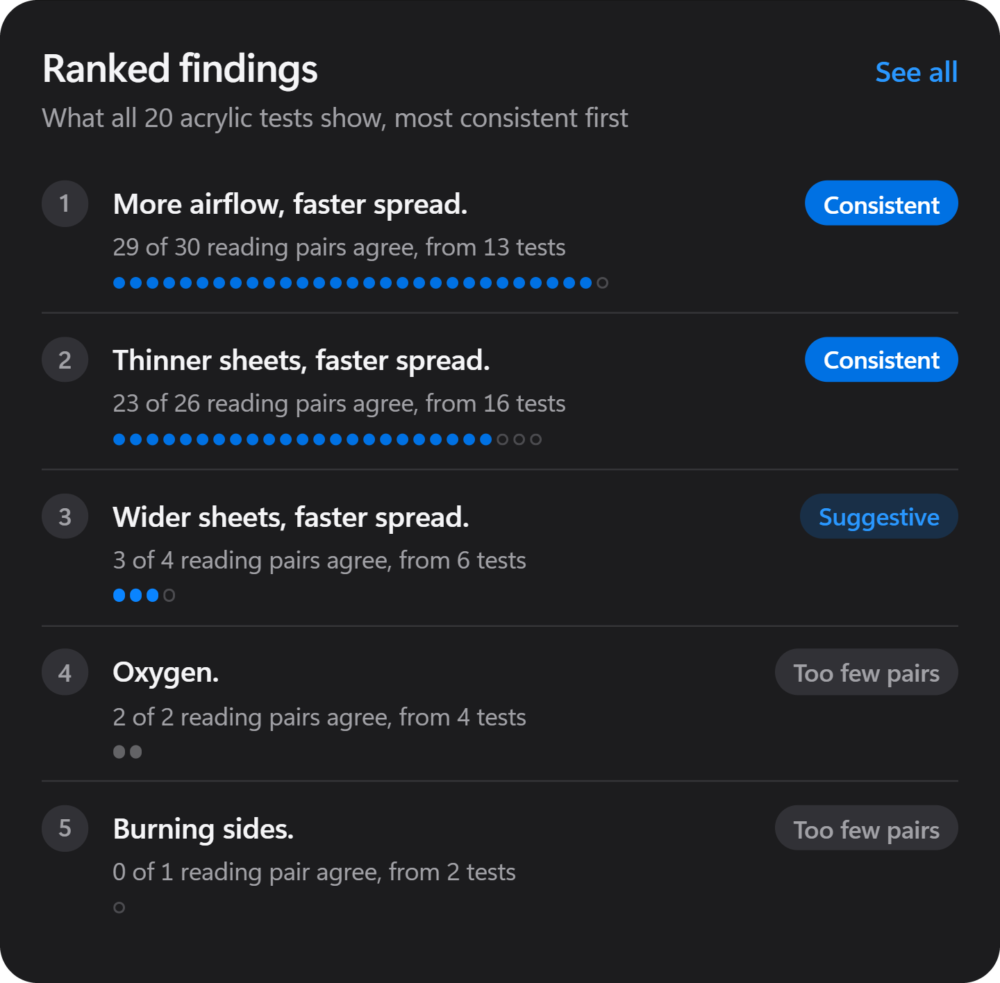 Ranked findings
See all
What all 20 acrylic tests show, most consistent first
1
More airflow, faster spread.
Consistent
29 of 30 reading pairs agree, from 13 tests
2
Thinner sheets, faster spread.
Consistent
23 of 26 reading pairs agree, from 16 tests
3
Wider sheets, faster spread.
Suggestive
3 of 4 reading pairs agree, from 6 tests
4
Oxygen.
Too few pairs
2 of 2 reading pairs agree, from 4 tests
5
Burning sides.
Too few pairs
0 of 1 reading pair agree, from 2 tests